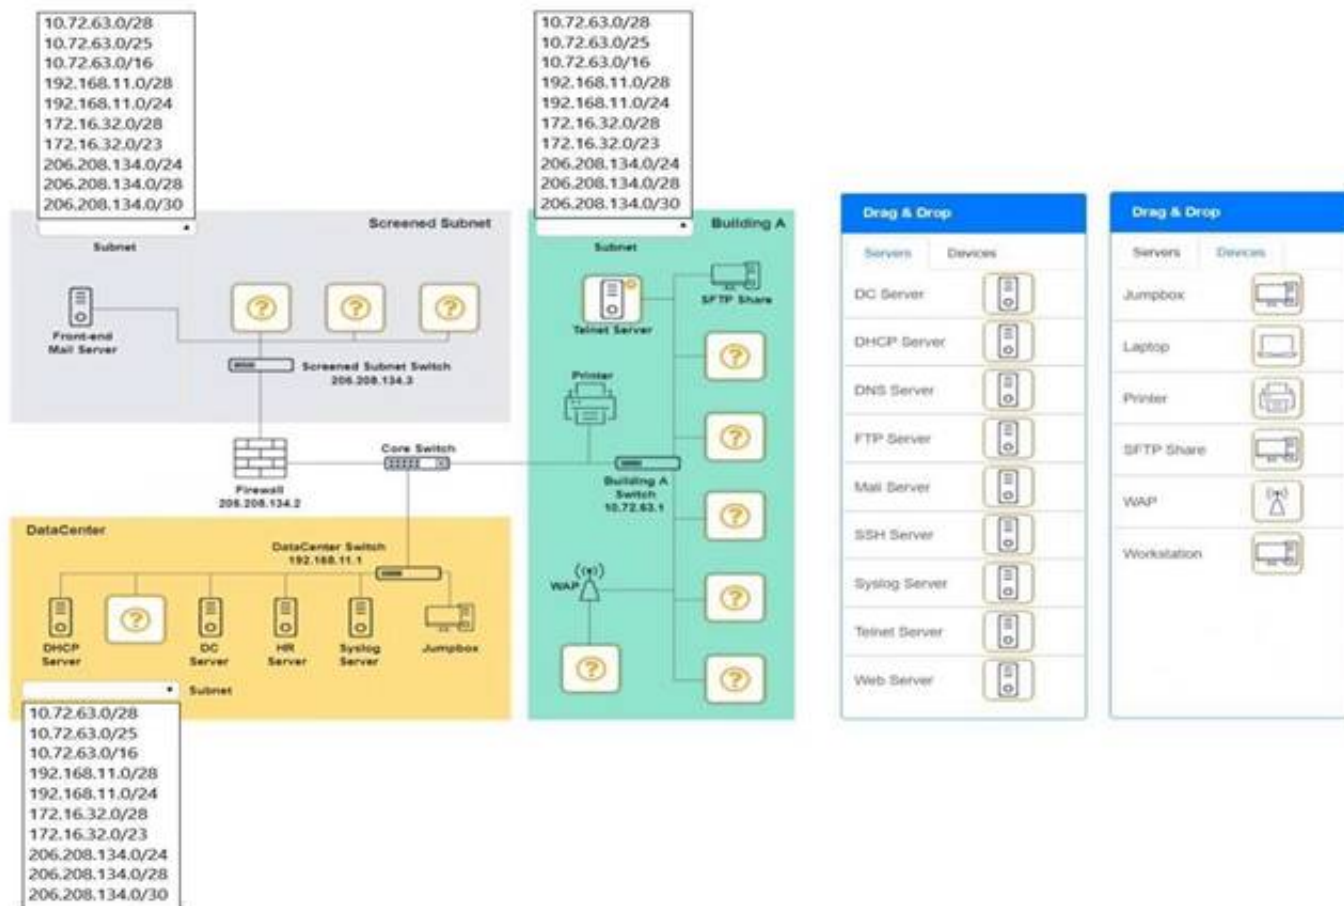 10.72.63.0/28
10.72.63.0/25
10.72.63.0/16
192.168.11.0/28
192.168.11.0/24
172.16.32.0/28
172.16.32.0/23
206.208.134.0/24
206.208.134.0/28
206.208.134.0/30
Subnet
Screened Subnet
Front-end
Mail Server
?
?
?
Screened Subnet Switch
206.208.134.3
Firewall
206.208.134.2
Core Switch
10.72.63.0/28
10.72.63.0/25
10.72.63.0/16
192.168.11.0/28
192.168.11.0/24
172.16.32.0/28
172.16.32.0/23
206.208.134.0/24
206.208.134.0/28
206.208.134.0/30
Building A
Subnet
Telnet Server
SFTP Share
Printer
?
?
Building A
Switch
10.72.63.1
?
WAP
?
?
?
DataCenter
DataCenter Switch
192.168.11.1
DHCP
Server
?
DC
Server
HR
Server
Syslog
Server
Jumpbox
Subnet
10.72.63.0/28
10.72.63.0/25
10.72.63.0/16
192.168.11.0/28
192.168.11.0/24
172.16.32.0/28
172.16.32.0/23
206.208.134.0/24
206.208.134.0/28
206.208.134.0/30
Drag & Drop
Servers Devices
DC Server
DHCP Server
DNS Server
FTP Server
Mail Server
SSH Server
Syslog Server
Telnet Server
Web Server
Drag & Drop
Servers Devices
Jumpbox
Laptop
Printer
SFTP Share
WAP
Workstation